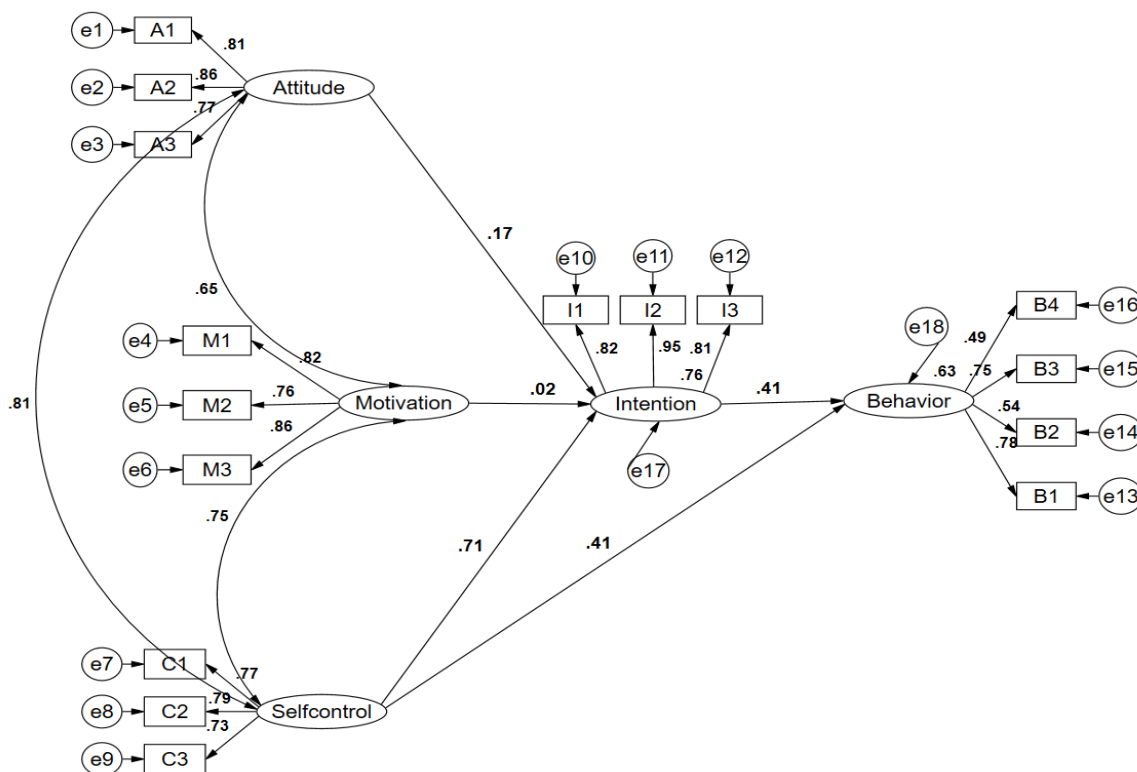 e1
A1
.81
e2
A2
.86
Attitude
.77
e3
A3
.17
.65
e10
e11
e12
I1
I2
I3
e18
B4
e16
e4
M1
.82
.82
.95
.81
.49
.76
.63
.75
B3
e15
.81
e5
M2
.76
Motivation
.02
Intention
.41
Behavior
.54
.86
B2
e14
.78
e6
M3
e17
B1
e13
.75
.71
.41
e7
C1
.77
e8
C2
.79
Selfcontrol
.73
e9
C3